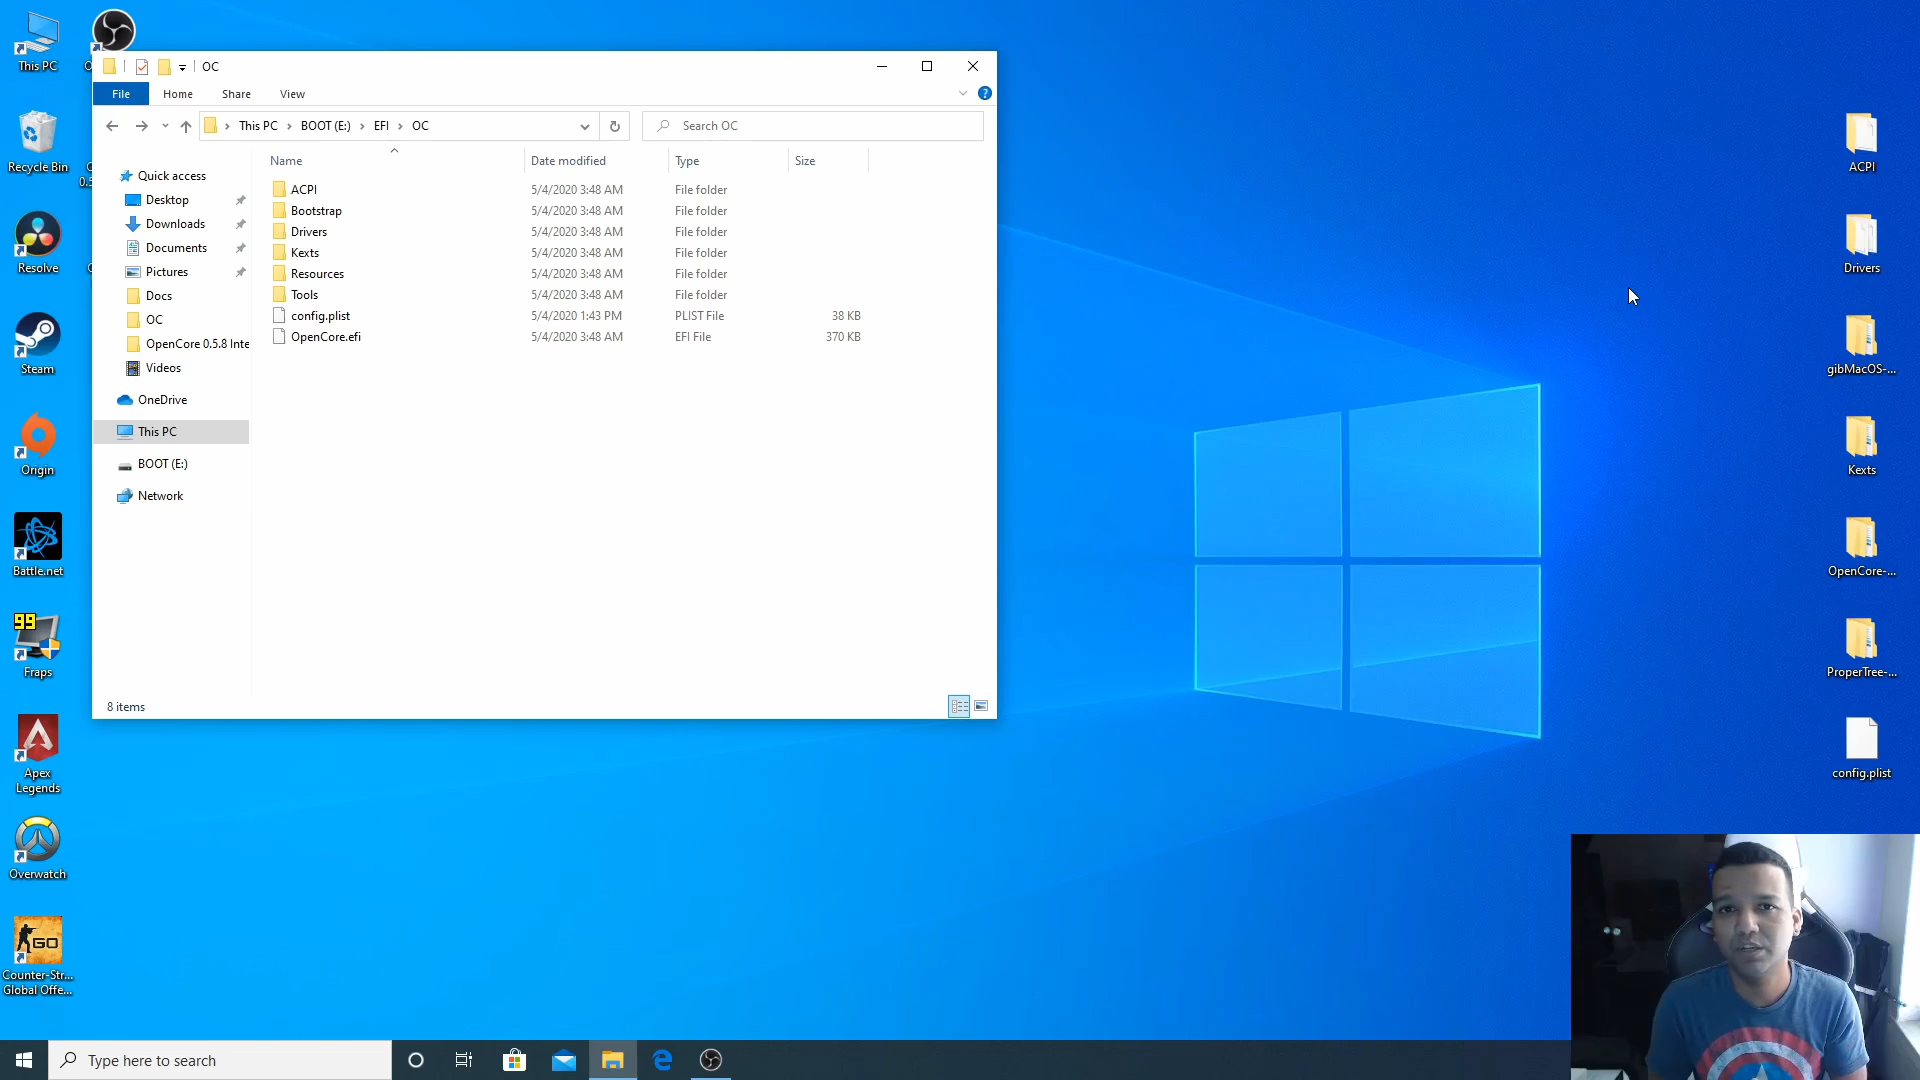 This PC
Recycle Bin
Resolve
Steam
Origin
Battle.net
99
Fraps
Apex
Legends
Overwatch
GO
Counter-Str...
Global Offe...
O
0.5
OC
File
Home
Share
View
?
This PC
BOOT (E:)
EFI
OC
Search OC
Quick access
Desktop
Downloads
Documents
Pictures
Docs
OC
OpenCore 0.5.8 Inte
Videos
OneDrive
This PC
BOOT (E:)
Network
Name Date modified Type Size
ACPI 5/4/2020 3:48 AM File folder
Bootstrap 5/4/2020 3:48 AM File folder
Drivers 5/4/2020 3:48 AM File folder
Kexts 5/4/2020 3:48 AM File folder
Resources 5/4/2020 3:48 AM File folder
Tools 5/4/2020 3:48 AM File folder
config.plist 5/4/2020 1:43 PM PLIST File 38 KB
OpenCore.efi 5/4/2020 3:48 AM EFI File 370 KB
8 items
ACPI
Drivers
gibMacOS-...
Kexts
OpenCore-...
ProperTree-...
config.plist
Type here to search